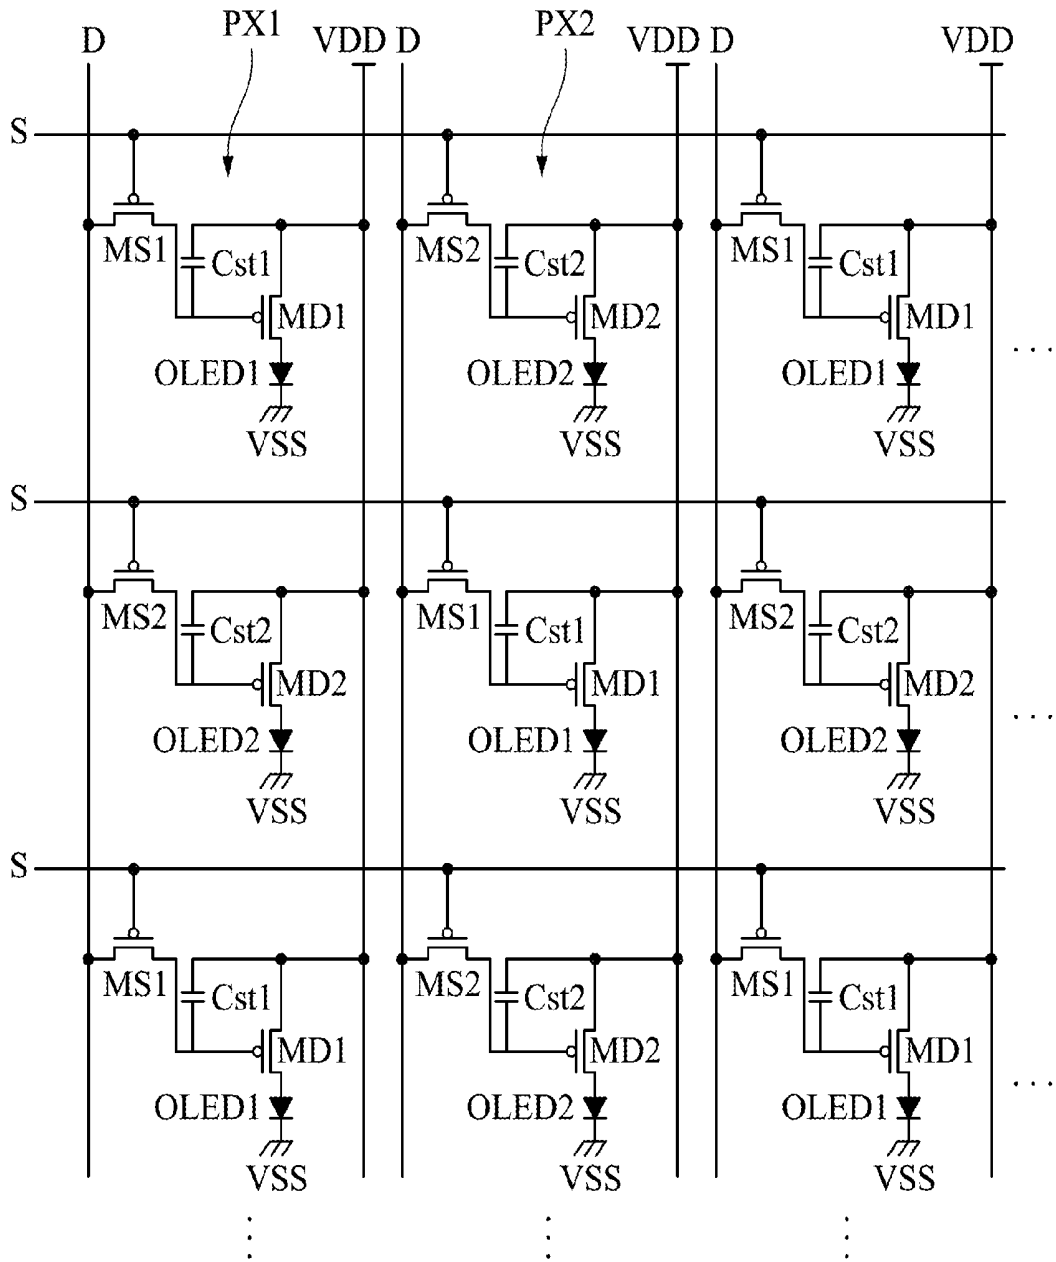 PX1 PX2
D VDD D VDD D VDD
S
MS1 Cst1 MS2 Cst2 MS1 Cst1
MD1 MD2 MD1
...
OLED1 OLED2 OLED1
VSS VSS VSS
S
MS2 Cst2 MS1 Cst1 MS2 Cst2
MD2 MD1 MD2
...
OLED2 OLED1 OLED2
VSS VSS VSS
S
MS1 Cst1 MS2 Cst2 MS1 Cst1
MD1 MD2 MD1
...
OLED1 OLED2 OLED1
VSS VSS VSS